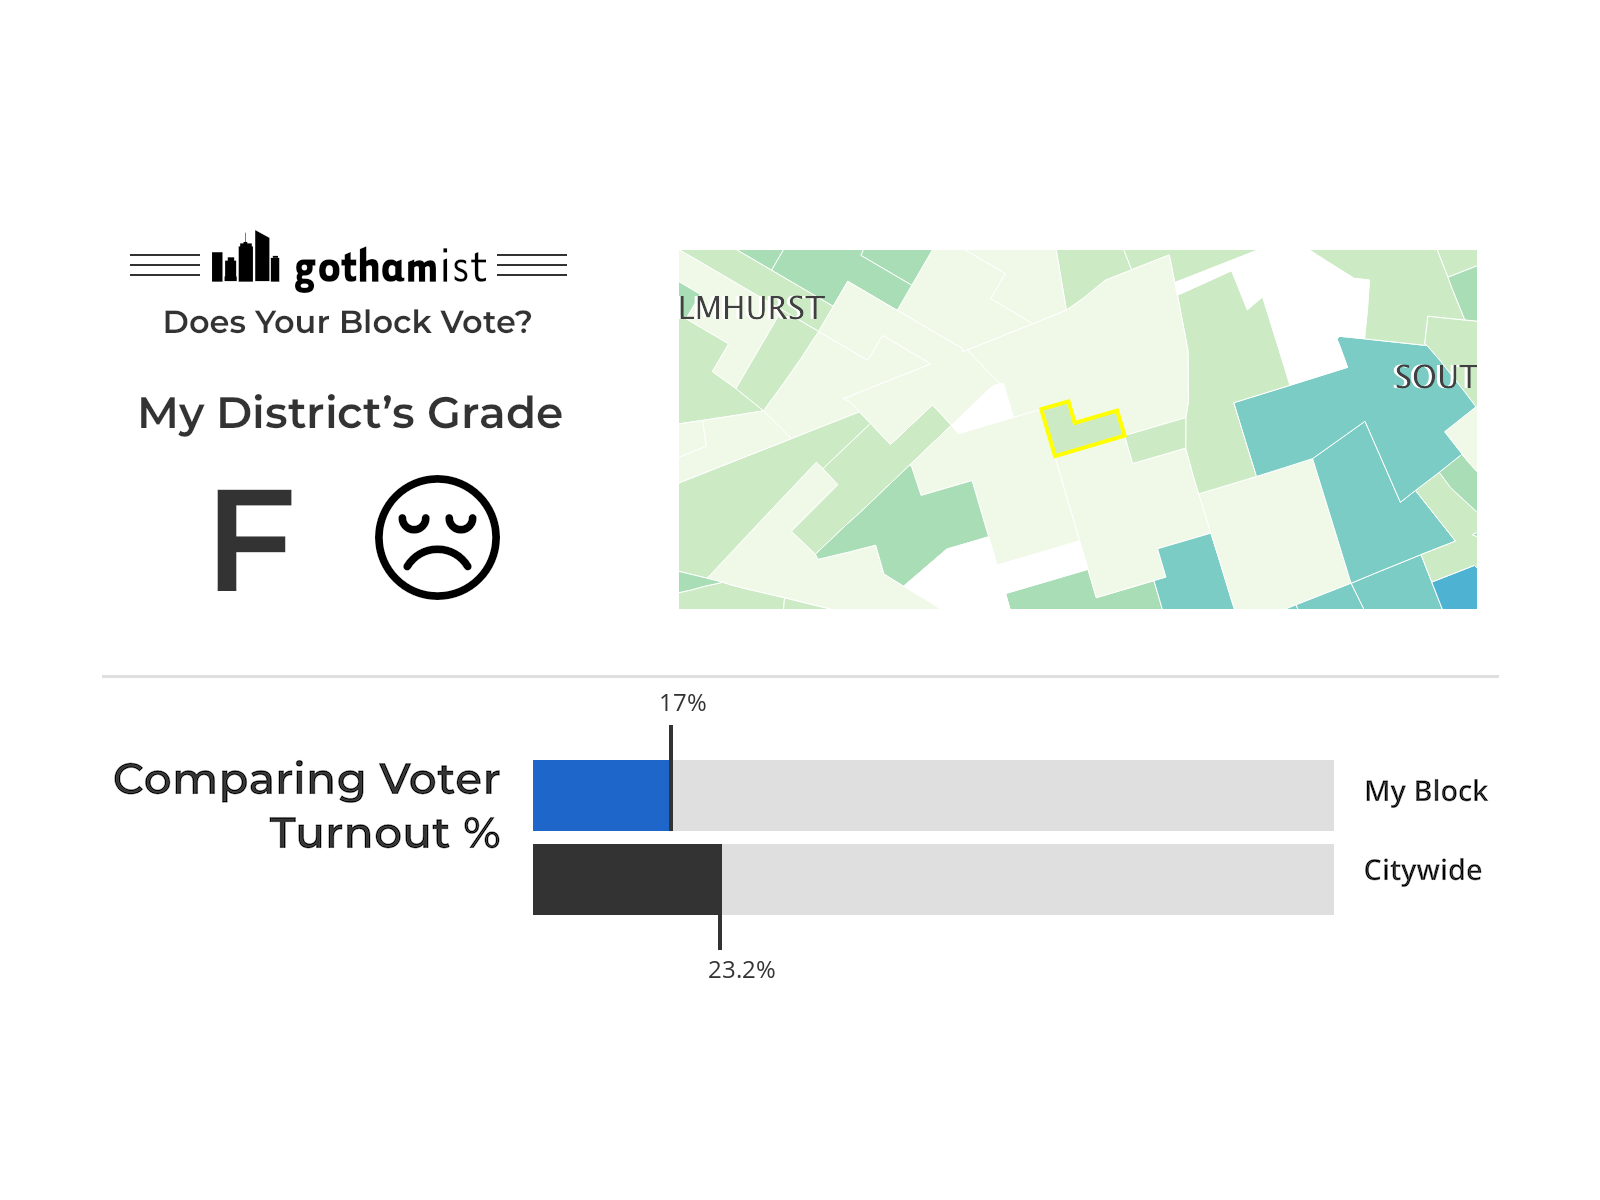 gothamist
Does Your Block Vote?
My District's Grade
F
LMHURST
SOUT
17%
Comparing Voter
Turnout %
My Block
Citywide
23.2%